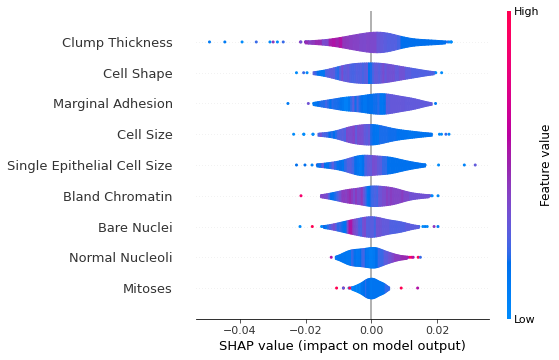 High
Clump Thickness
Cell Shape
Marginal Adhesion
Cell Size
Single Epithelial Cell Size
Bland Chromatin
Bare Nuclei
Normal Nucleoli
Mitoses
Feature value
Low
−0.04 −0.02 0.00 0.02
SHAP value (impact on model output)